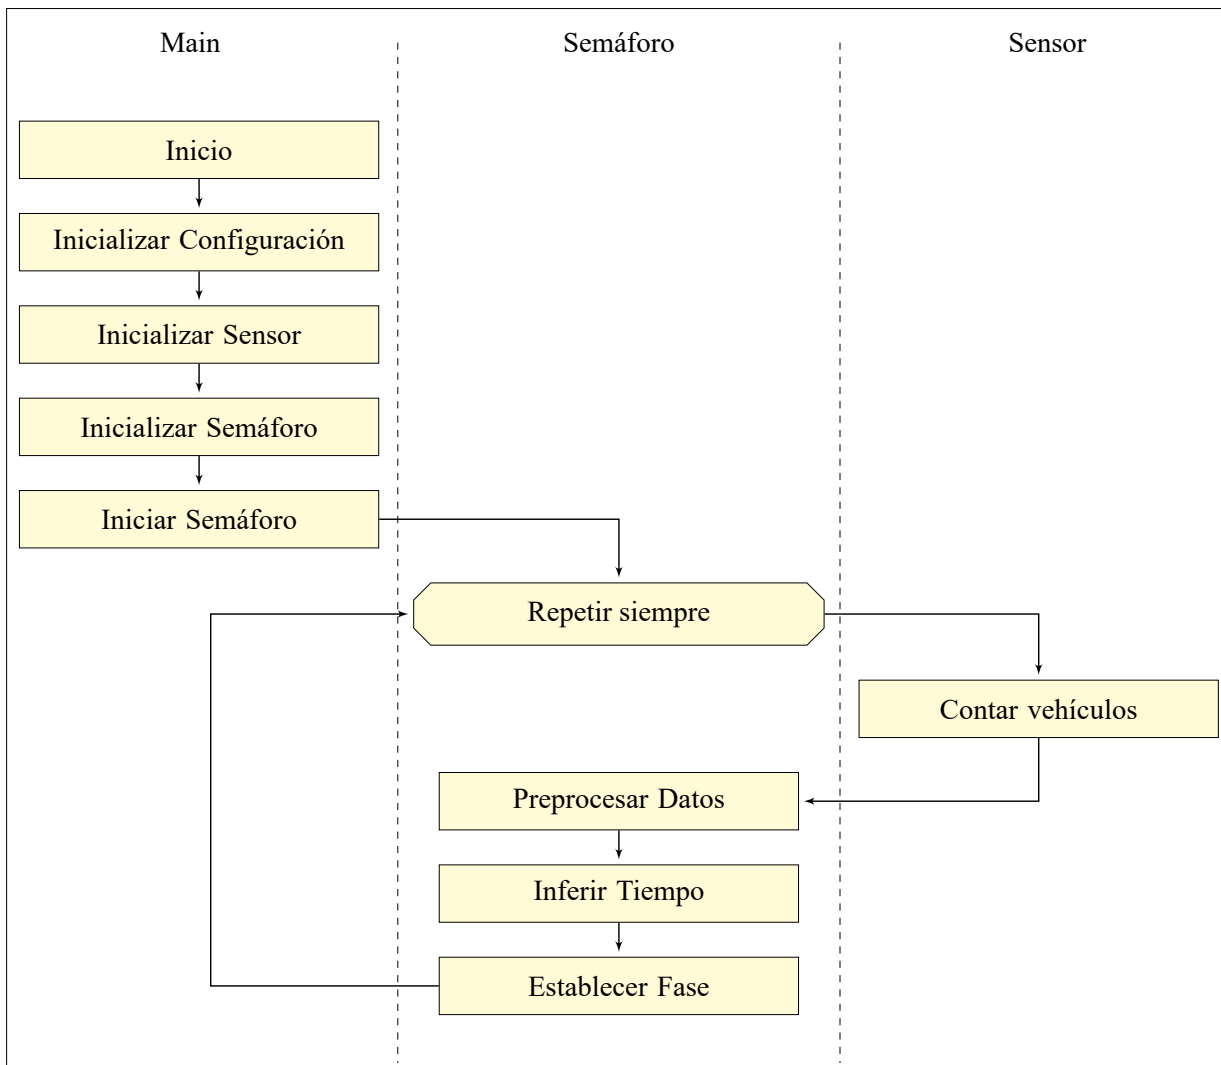 Main
Semáforo
Sensor
Inicio
Inicializar Configuración
Inicializar Sensor
Inicializar Semáforo
Iniciar Semáforo
Repetir siempre
Contar vehículos
Preprocesar Datos
Inferir Tiempo
Establecer Fase